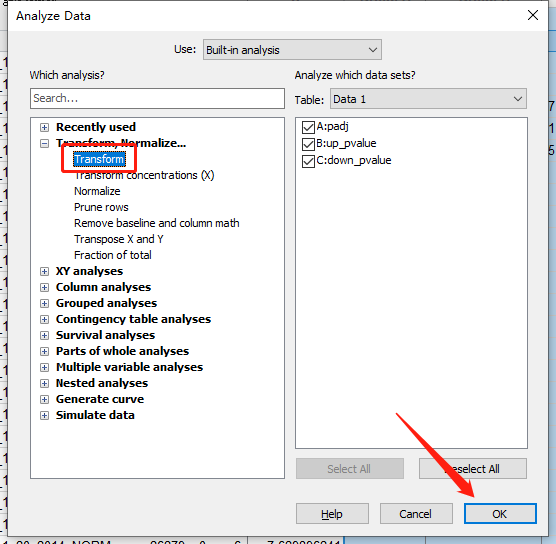 Analyze Data
Use: Built-in analysis
Which analysis?
Analyze which data sets?
Search...
Table: Data 1
Recently used
Transform, Normalize...
Transform
Transform concentrations (X)
Normalize
Prune rows
Remove baseline and column math
Transpose X and Y
Fraction of total
XY analyses
Column analyses
Grouped analyses
Contingency table analyses
Survival analyses
Parts of whole analyses
Multiple variable analyses
Nested analyses
Generate curve
Simulate data
A:padj
B:up_pvalue
C:down_pvalue
Select All
Deselect All
Help
Cancel
OK